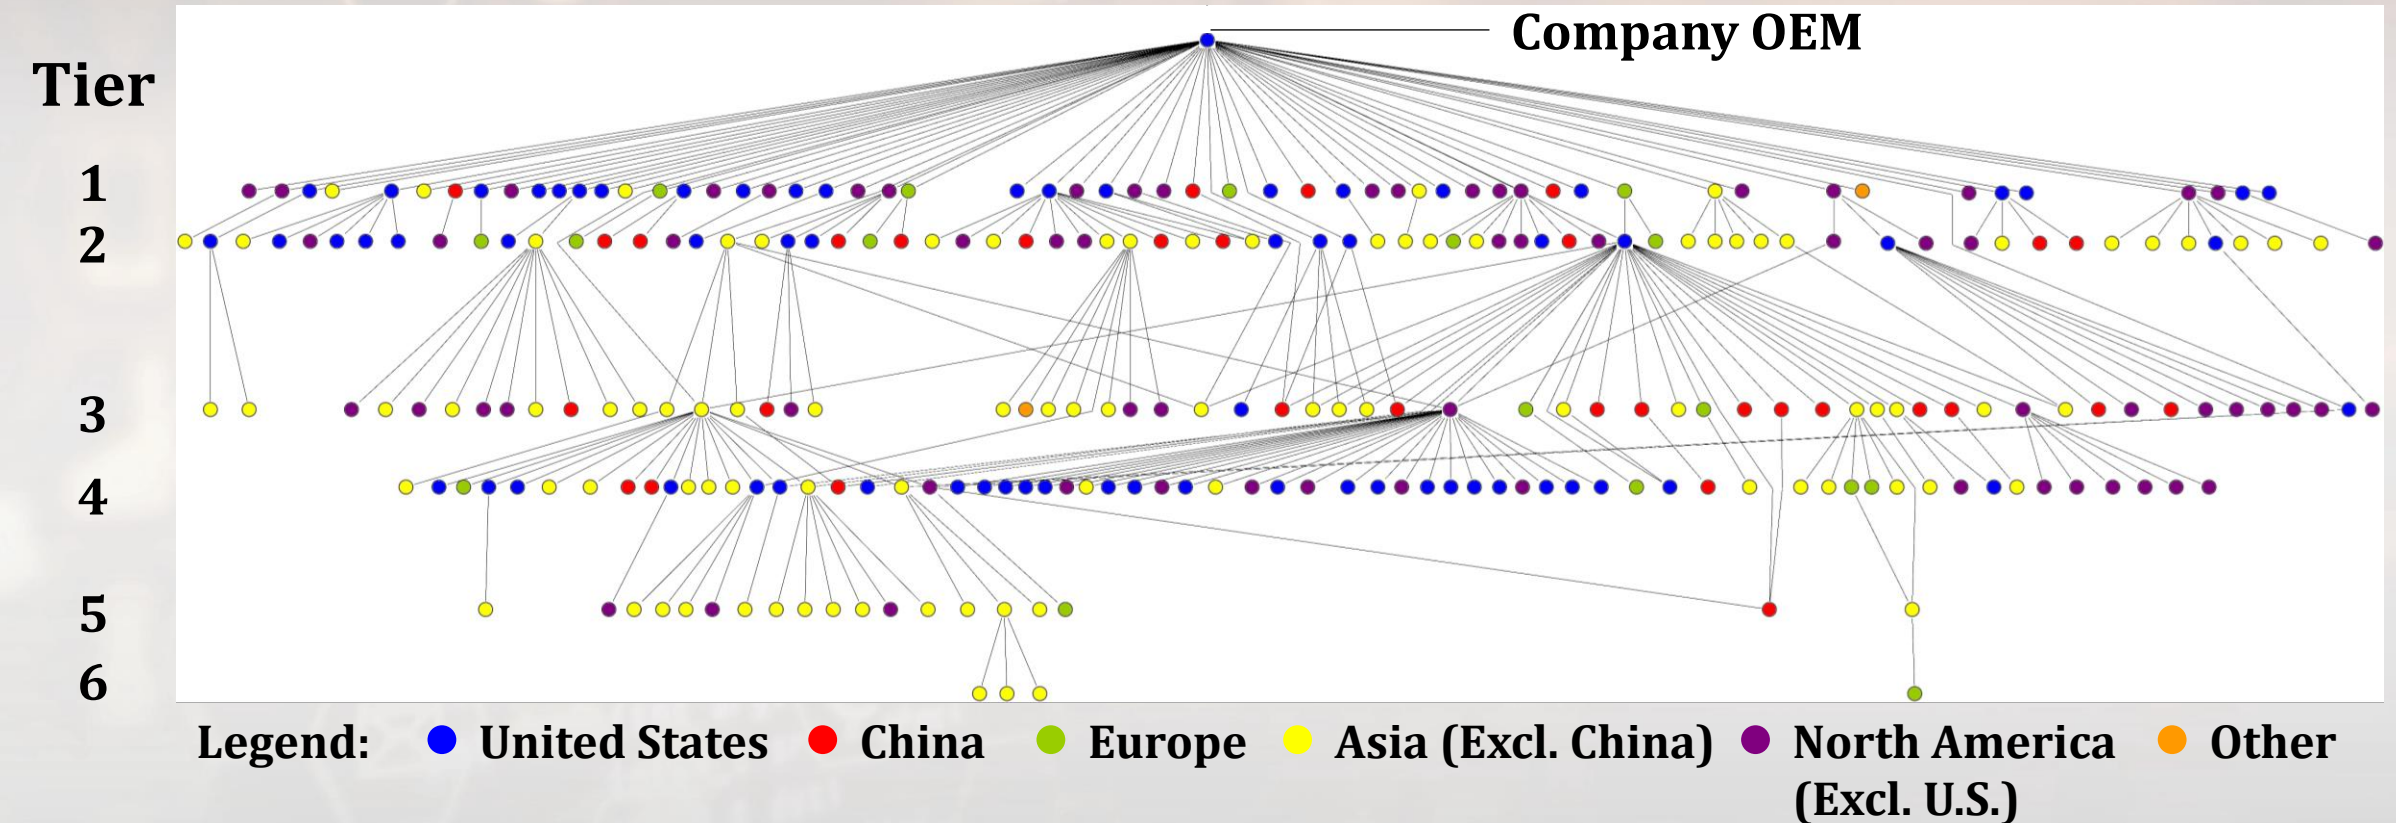 Company OEM
Tier
1
2
3
4
5
6
Legend: United States China Europe Asia (Excl. China) North America Other
(Excl. U.S.)